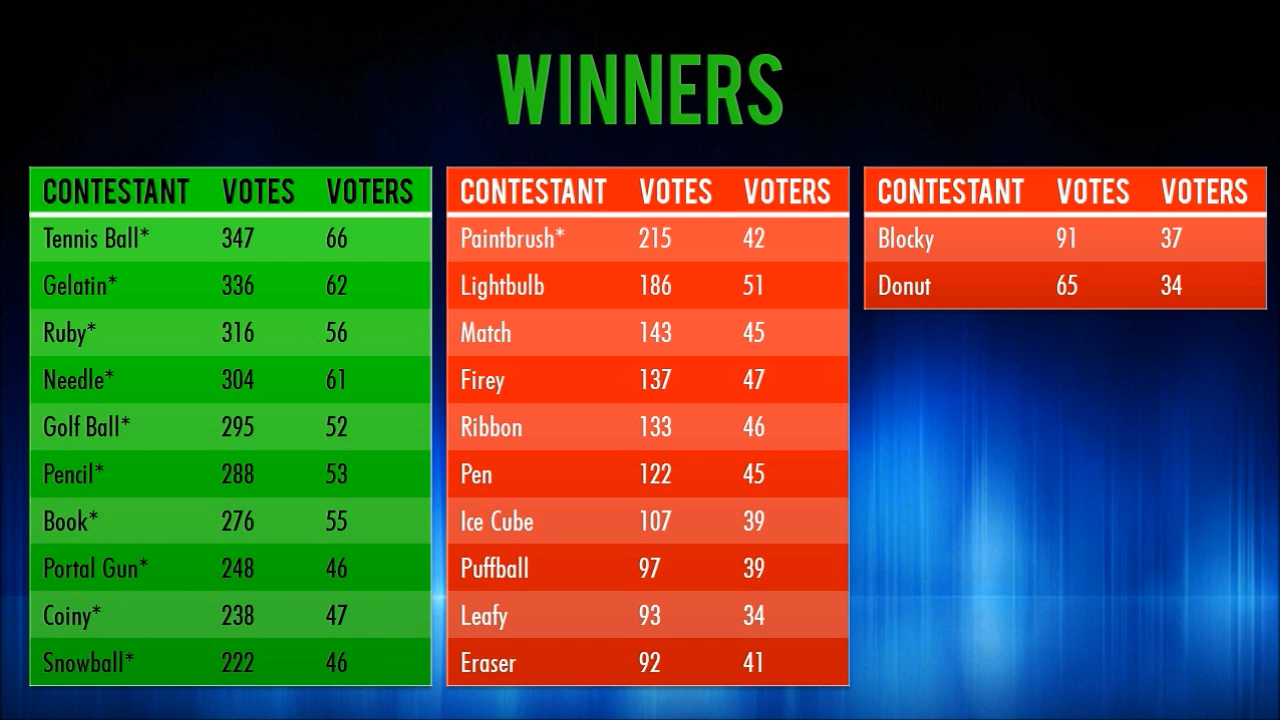 WINNERS
CONTESTANT VOTES VOTERS
Tennis Ball* 347 66
Gelatin* 336 62
Ruby* 316 56
Needle* 304 61
Golf Ball* 295 52
Pencil* 288 53
Book* 276 55
Portal Gun* 248 46
Coiny* 238 47
Snowball* 222 46
CONTESTANT VOTES VOTERS
Paintbrush* 215 42
Lightbulb 186 51
Match 143 45
Firey 137 47
Ribbon 133 46
Pen 122 45
Ice Cube 107 39
Puffball 97 39
Leafy 93 34
Eraser 92 41
CONTESTANT VOTES VOTERS
Blocky 91 37
Donut 65 34